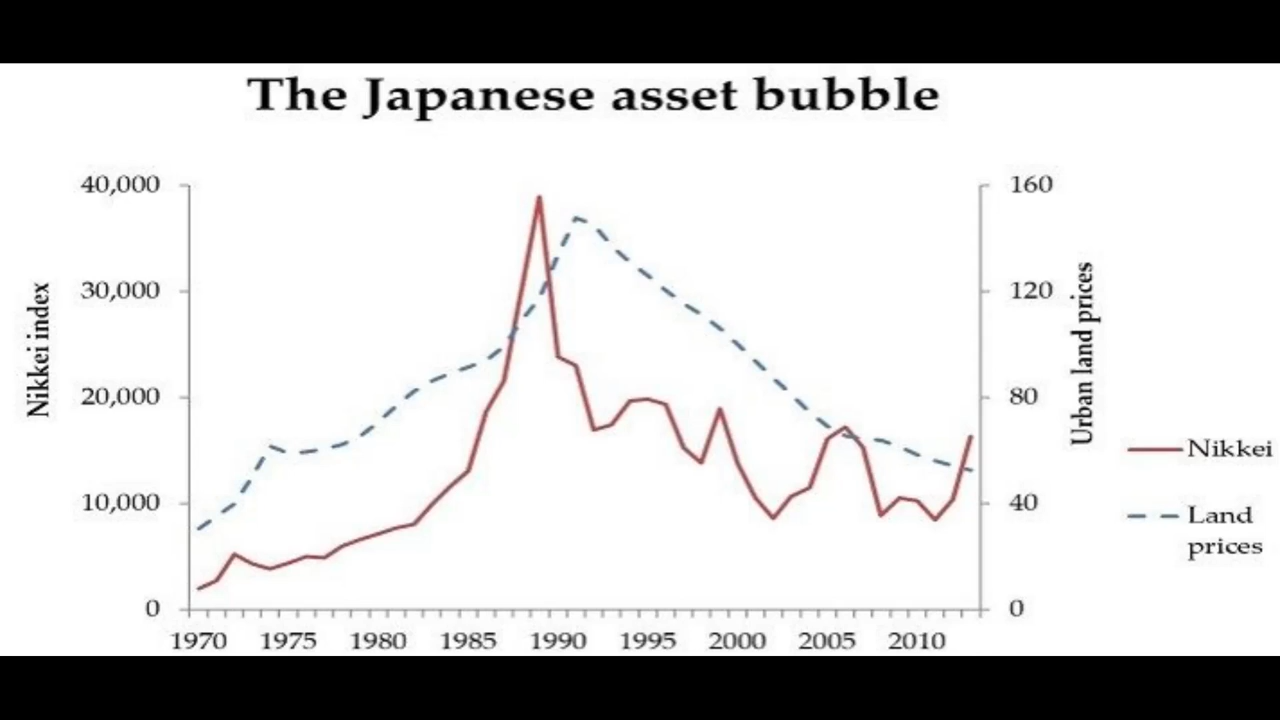 The Japanese asset bubble
Nikkei index
40,000
30,000
20,000
10,000
0
160
120
80
40
0
Urban land prices
1970 1975 1980 1985 1990 1995 2000 2005 2010
Nikkei
Land
prices